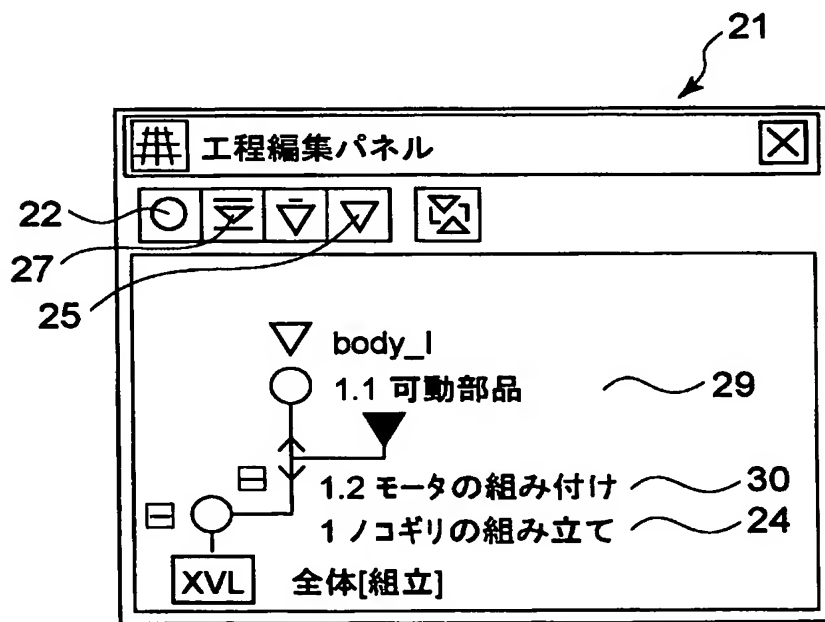 21
工程編集パネル
22
27
25
body_l
1.1 可動部品
29
1.2 モータの組み付け
30
1 ノコギリの組み立て
24
XVL 全体[組立]